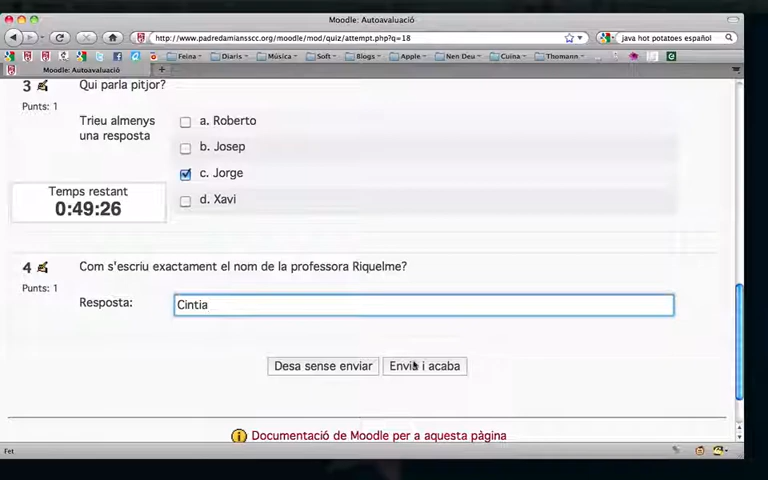 Moodle: Autoavaluació
http://www.padredamiansscc.org/moodle/mod/quiz/attempt.php?q=18
java hot potatoes español
Feina Diaris Música Soft Blogs Apple Nen Deu Cuina Thomann
Moodle: Autoavaluació
3 Qui parla pitjor?
Punts: 1
Trieu almenys
una resposta
a. Roberto
b. Josep
c. Jorge
d. Xavi
Temps restant
0:49:26
4 Com s'escriu exactament el nom de la professora Riquelme?
Punts: 1
Resposta: Cintia
Desa sense enviar Envia i acaba
Documentació de Moodle per a aquesta pàgina
Fet